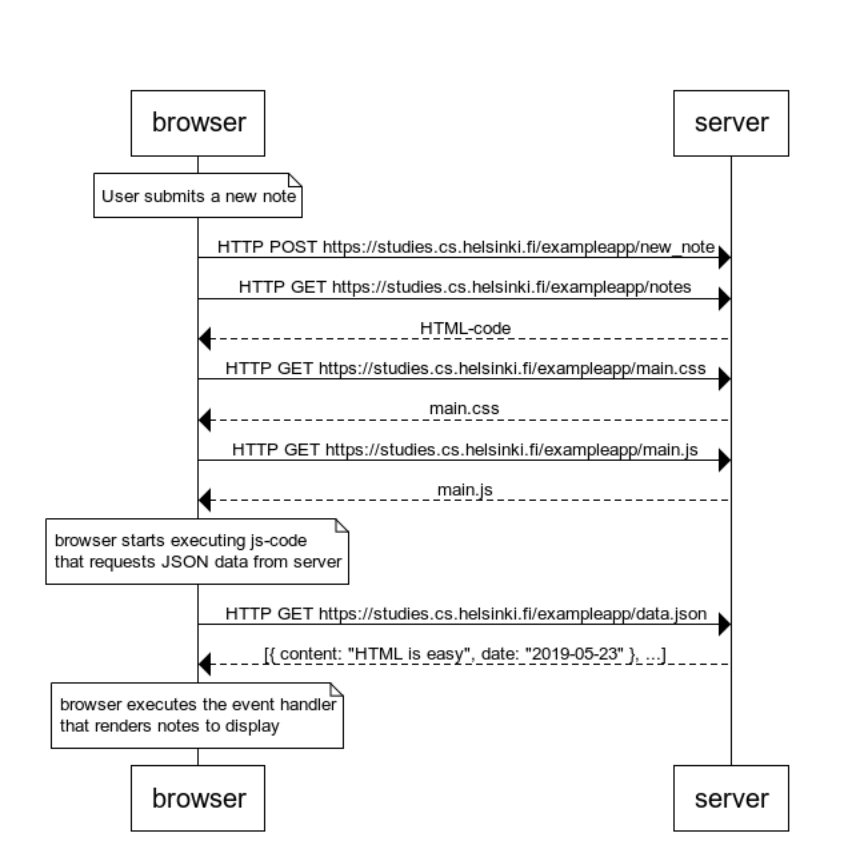 browser
server
User submits a new note
HTTP POST https://studies.cs.helsinki.fi/exampleapp/new_note
HTTP GET https://studies.cs.helsinki.fi/exampleapp/notes
HTML-code
HTTP GET https://studies.cs.helsinki.fi/exampleapp/main.css
main.css
HTTP GET https://studies.cs.helsinki.fi/exampleapp/main.js
main.js
browser starts executing js-code
that requests JSON data from server
HTTP GET https://studies.cs.helsinki.fi/exampleapp/data.json
[{ content: "HTML is easy", date: "2019-05-23" }, ...]
browser executes the event handler
that renders notes to display
browser
server